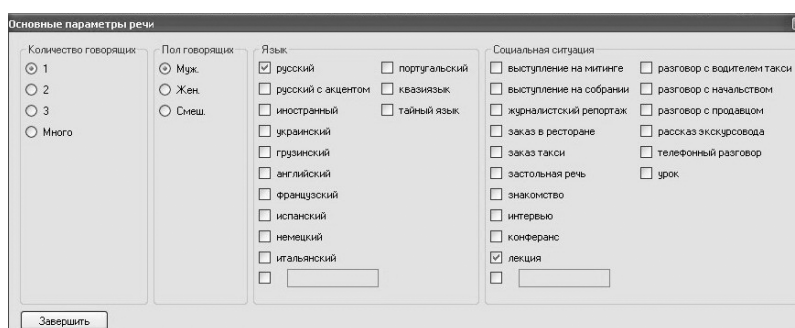 Основные параметры речи
Количество говорящих
1
2
3
Много
Пол говорящих
Муж.
Жен.
Смеш.
Язык
русский
русский с акцентом
иностранный
украинский
грузинский
английский
французский
испанский
немецкий
итальянский
португальский
квазиязык
тайный язык
Социальная ситуация
выступление на митинге
выступление на собрании
журналистский репортаж
заказ в ресторане
заказ такси
застольная речь
знакомство
интервью
конферанс
лекция
разговор с водителем такси
разговор с начальством
разговор с продавцом
рассказ экскурсовода
телефонный разговор
урок
Завершить